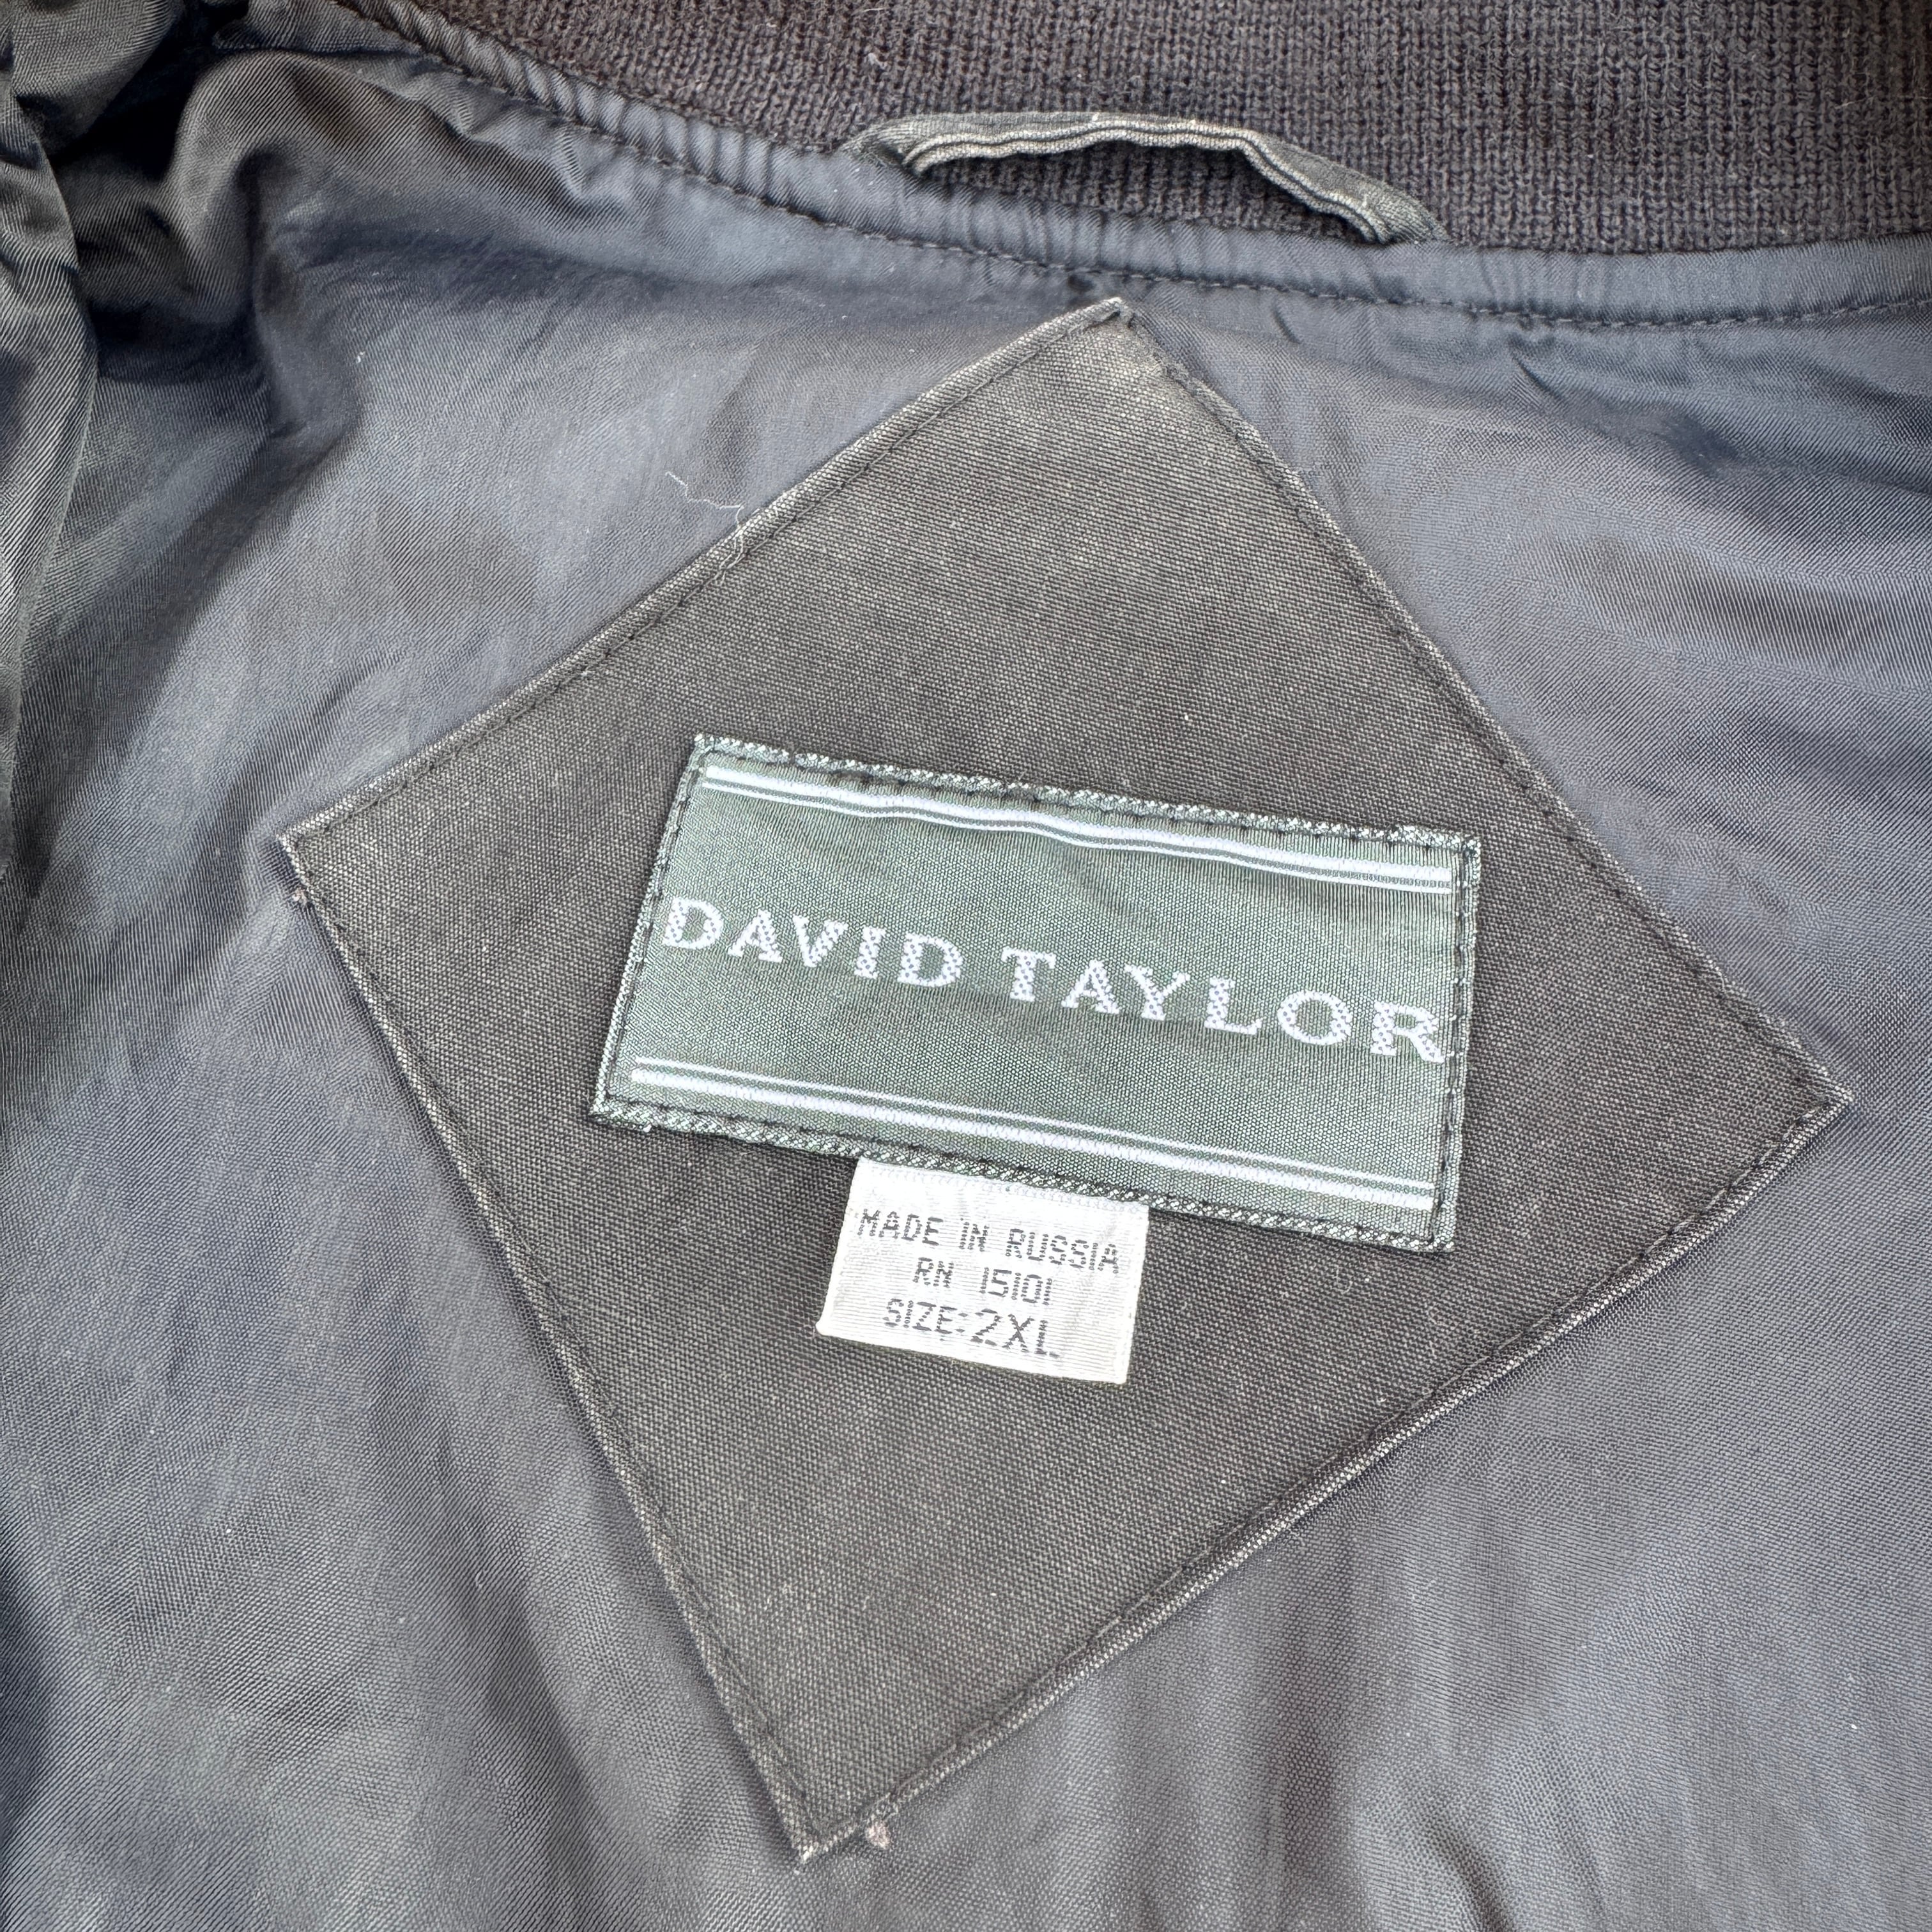 DAVID TAYLOR
MADE IN RUSSIA
RN 15101
SIZE: 2XL